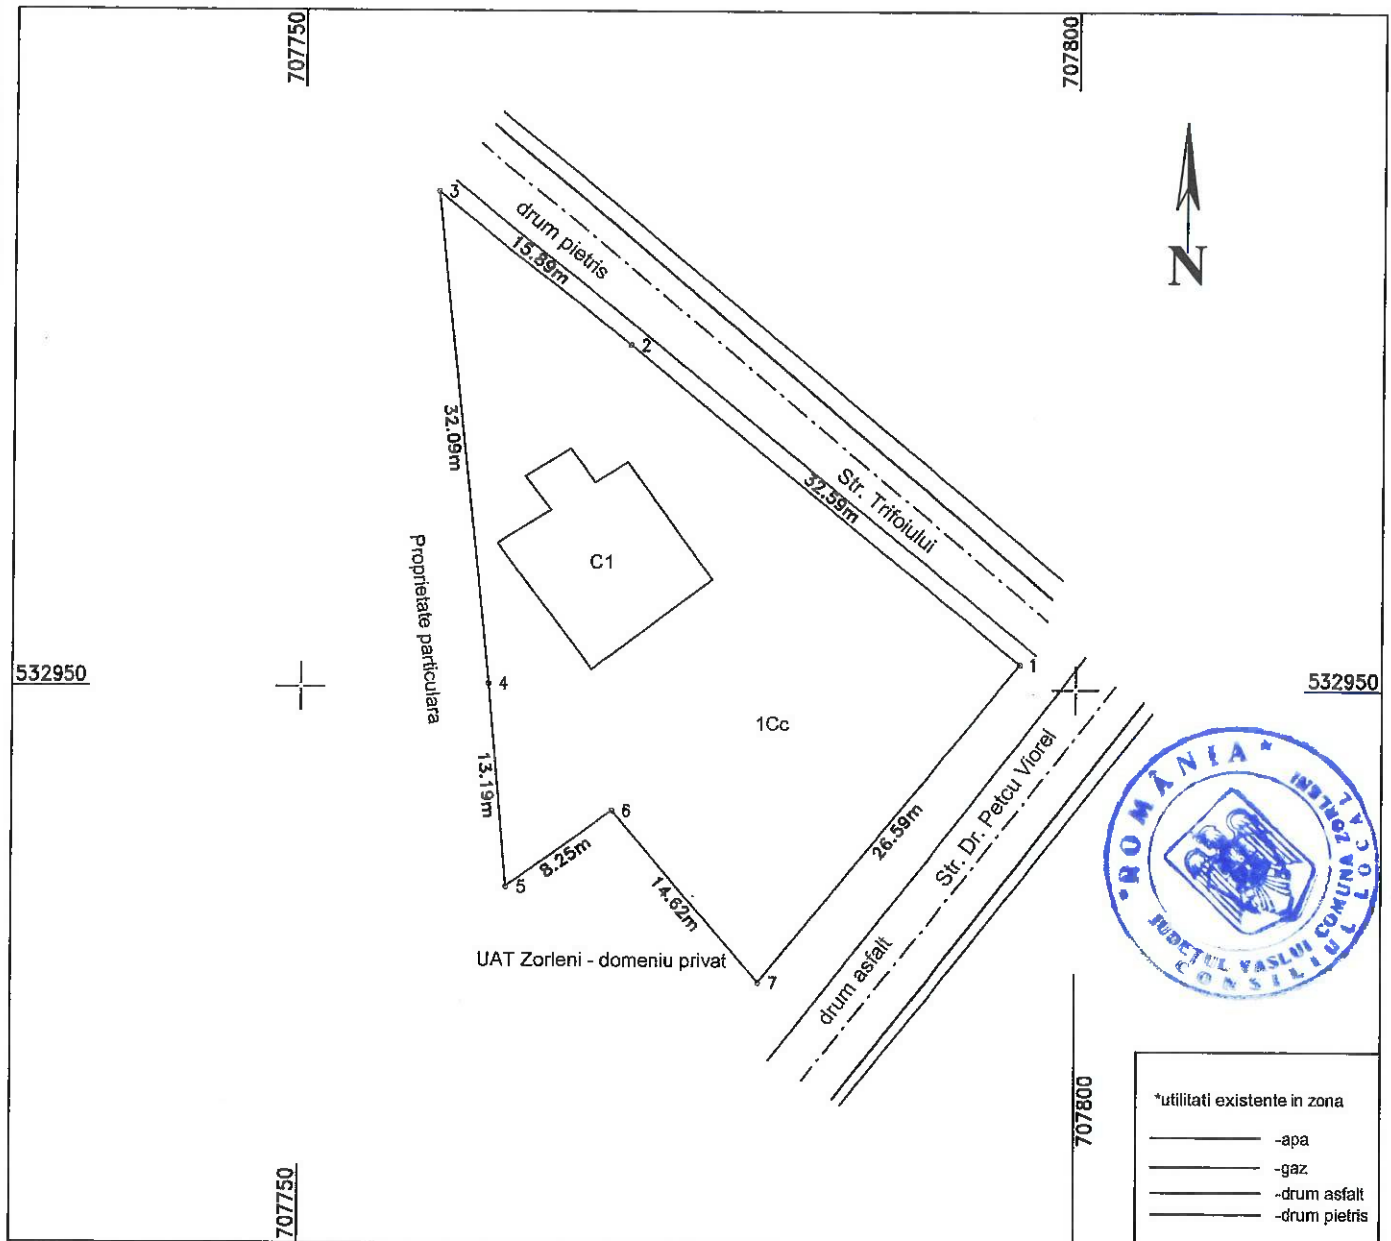 707750
707800
3
drum pietris
15.89m
N
2
32.09m
Str. Trifoiului
32.59m
Proprietate particulara
C1
1
532950
4
532950
1Cc
13.19m
Str. Dr. Petcu Viorel
26.59m
6
8.25m
5
14.62m
UAT Zorleni - domeniu privat
7
drum asfalt
*ROMÂNIA*
JUDEŢUL VASLUI COMUNA ZORLENI
CONSILIUL LOCAL
707750
707800
*utilitati existente in zona
-apa
-gaz
-drum asfalt
-drum pietris